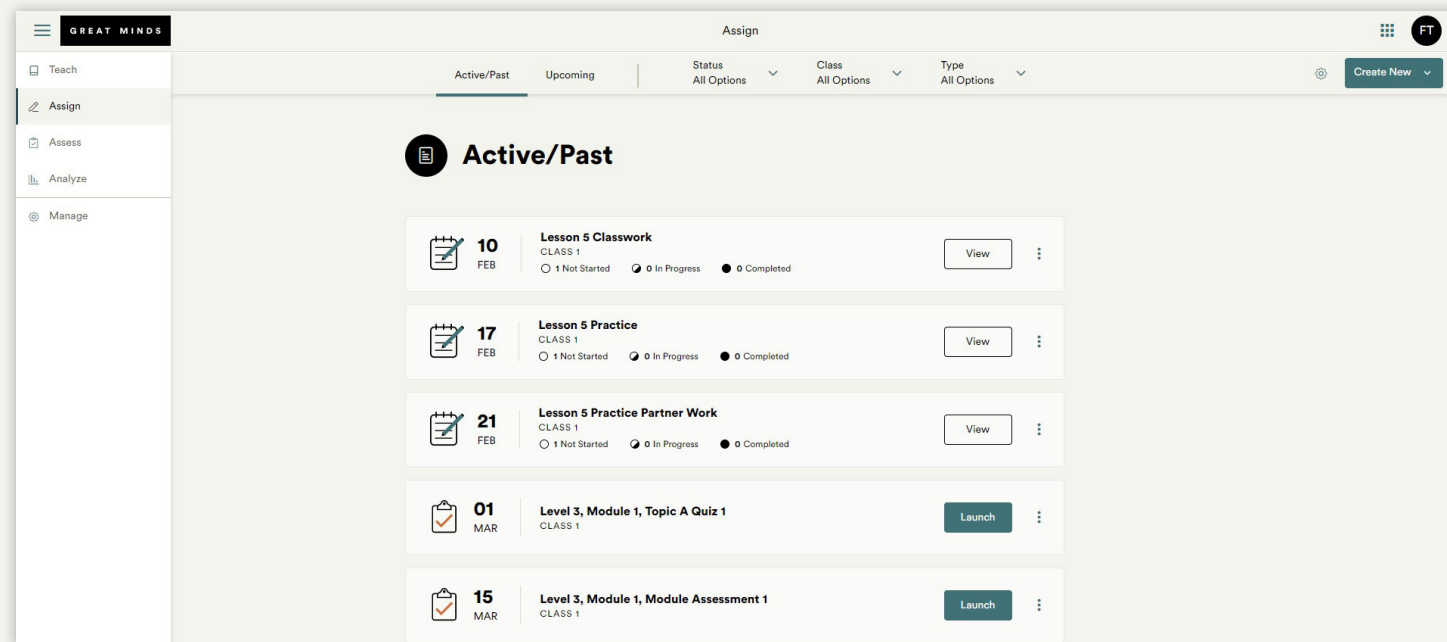 GREAT MINDS
Assign
FT
Teach
Assign
Assess
Analyze
Manage
Active/Past
Upcoming
Status
All Options
Class
All Options
Type
All Options
Create New
Active/Past
10
FEB
Lesson 5 Classwork
CLASS 1
1 Not Started 0 In Progress 0 Completed
View
17
FEB
Lesson 5 Practice
CLASS 1
1 Not Started 0 In Progress 0 Completed
View
21
FEB
Lesson 5 Practice Partner Work
CLASS 1
1 Not Started 0 In Progress 0 Completed
View
01
MAR
Level 3, Module 1, Topic A Quiz 1
CLASS 1
Launch
15
MAR
Level 3, Module 1, Module Assessment 1
CLASS 1
Launch